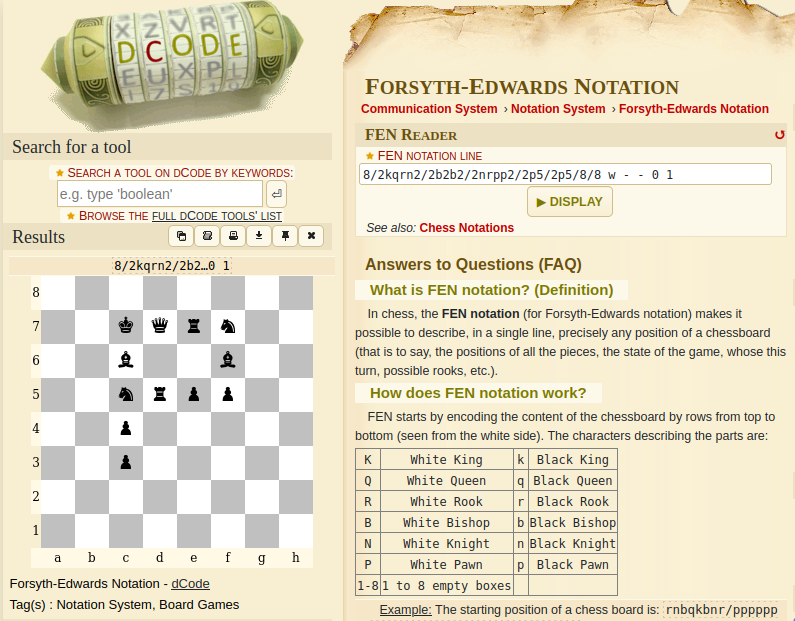 X Z V R T
D C O D E
E U X P L
Search for a tool
★ SEARCH A TOOL ON DCODE BY KEYWORDS:
e.g. type 'boolean'
★ BROWSE THE FULL DCODE TOOLS' LIST
Results
8/2kqrn2/2b2…0 1
8
7
6
5
4
3
2
1
a b c d e f g h
Forsyth-Edwards Notation - dCode
Tag(s) : Notation System, Board Games
FORSYTH-EDWARDS NOTATION
Communication System › Notation System › Forsyth-Edwards Notation
FEN READER
★ FEN NOTATION LINE
8/2kqrn2/2b2b2/2nrpp2/2p5/2p5/8/8 w - - 0 1
▶ DISPLAY
See also: Chess Notations
Answers to Questions (FAQ)
What is FEN notation? (Definition)
In chess, the FEN notation (for Forsyth-Edwards notation) makes it
possible to describe, in a single line, precisely any position of a chessboard
(that is to say, the positions of all the pieces, the state of the game, whose this
turn, possible rooks, etc.).
How does FEN notation work?
FEN starts by encoding the content of the chessboard by rows from top to
bottom (seen from the white side). The characters describing the parts are:
K White King k Black King
Q White Queen q Black Queen
R White Rook r Black Rook
B White Bishop b Black Bishop
N White Knight n Black Knight
P White Pawn p Black Pawn
1-8 1 to 8 empty boxes
Example: The starting position of a chess board is: rnbqkbnr/pppppp